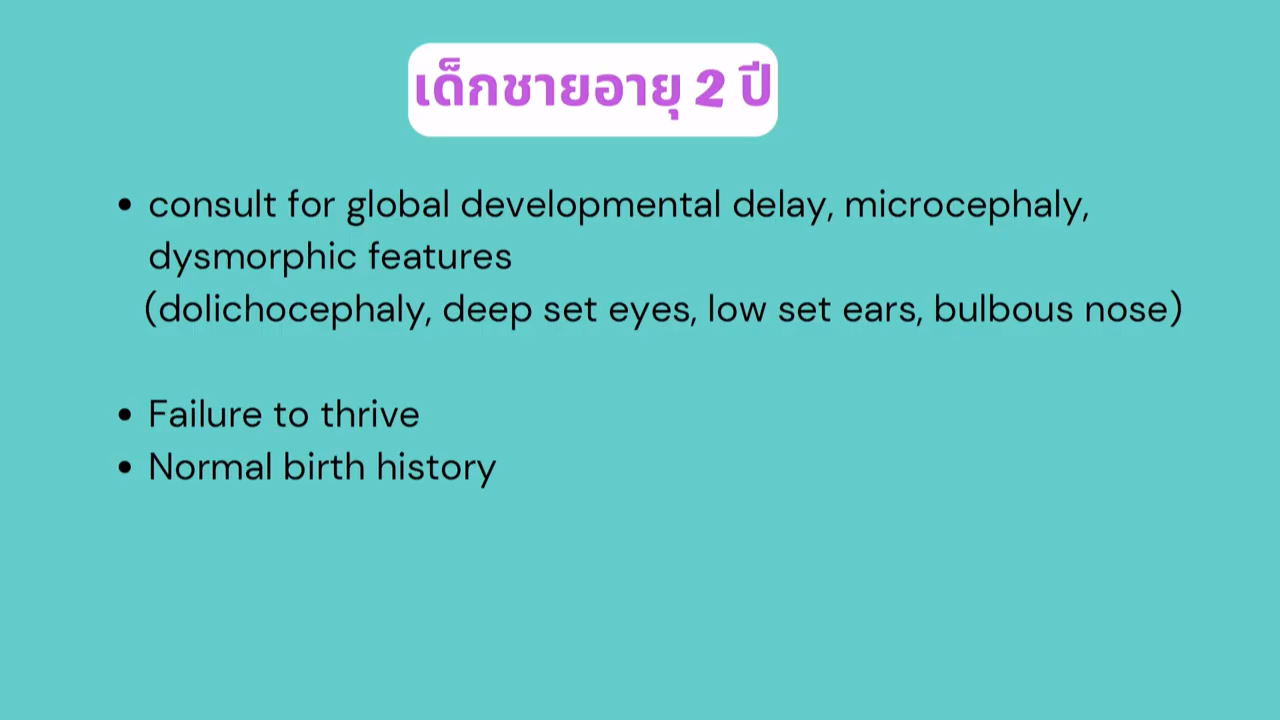 เด็กชายอายุ 2 ปี
• consult for global developmental delay, microcephaly,
dysmorphic features
(dolichocephaly, deep set eyes, low set ears, bulbous nose)
• Failure to thrive
• Normal birth history